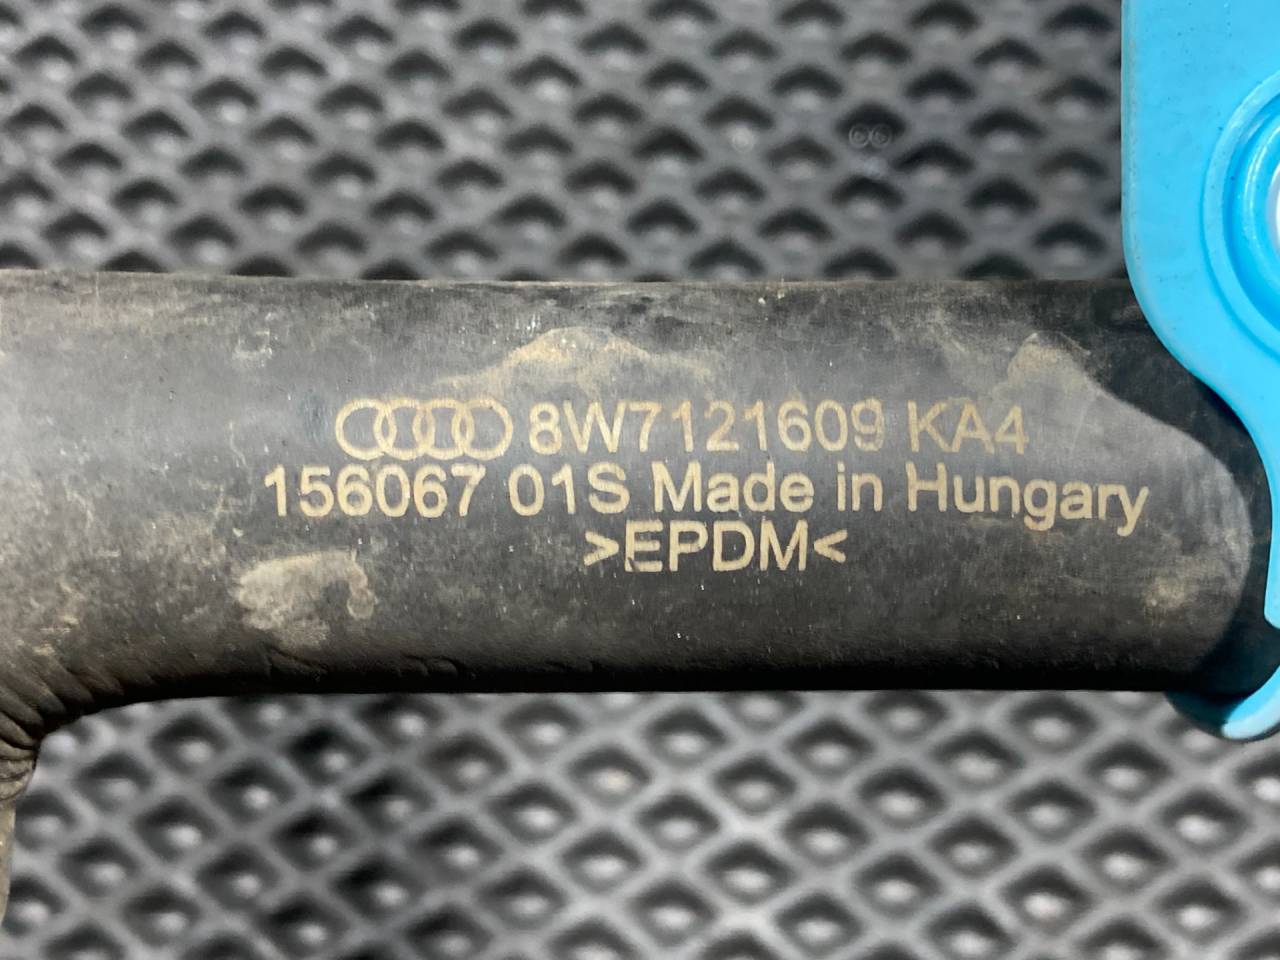 8W7121609 KA4
156067 01S Made in Hungary
>EPDM<